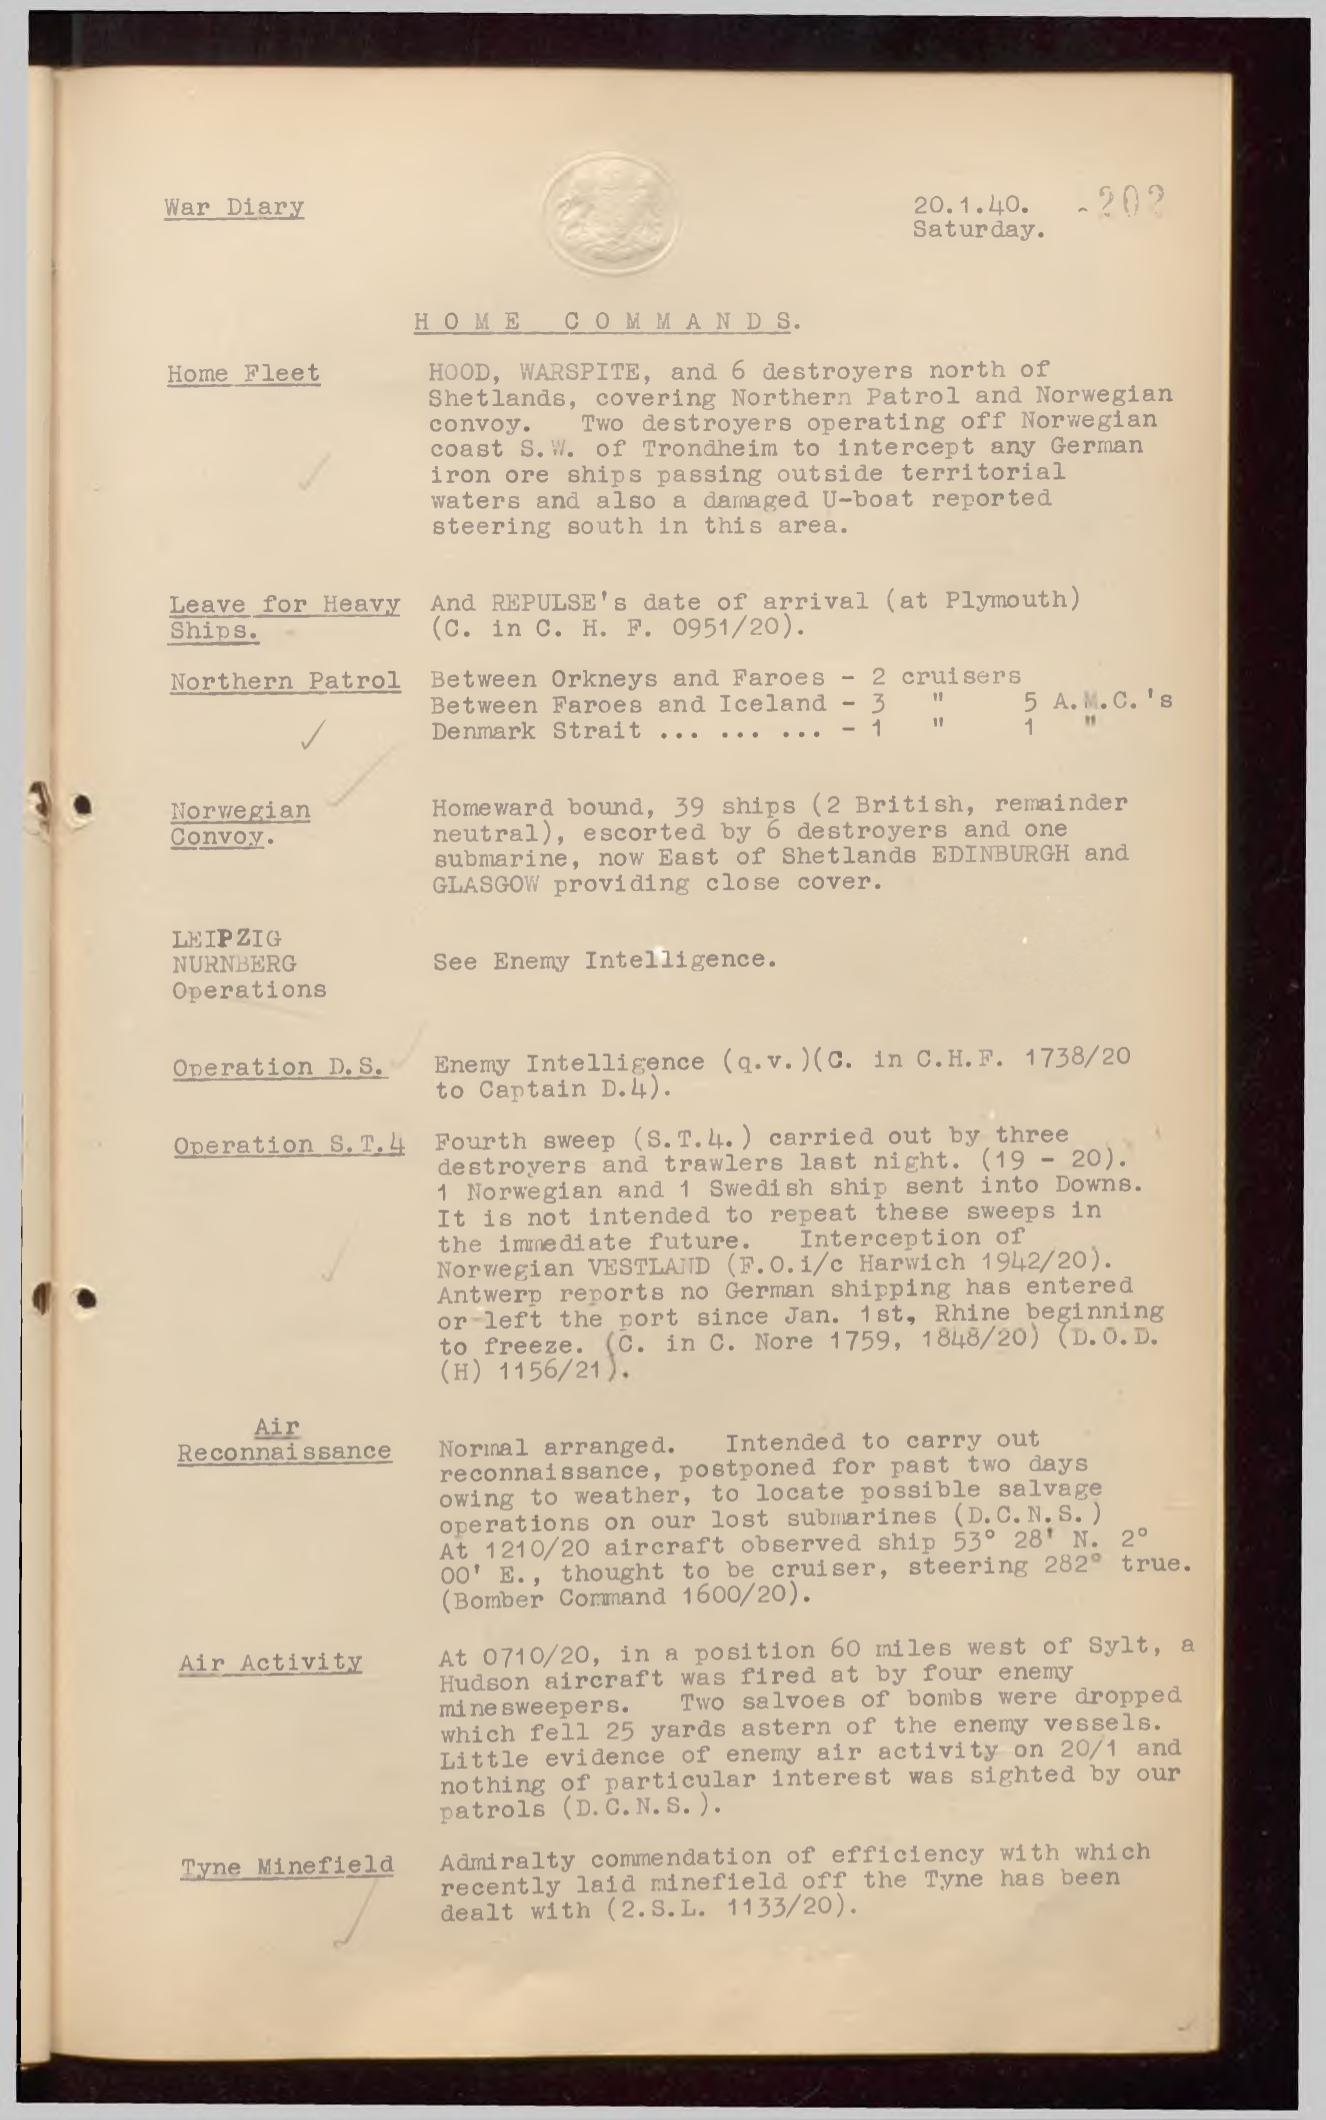 War Diary
20.1.40.
202
Saturday.
HOME COMMANDS.
Home Fleet
HOOD, WARSPITE, and 6 destroyers north of
Shetlands, covering Northern Patrol and Norwegian
convoy. Two destroyers operating off Norwegian
coast S.W. of Trondheim to intercept any German
iron ore ships passing outside territorial
waters and also a damaged U-boat reported
steering south in this area.
Leave for Heavy
Ships.
And REPULSE's date of arrival (at Plymouth)
(C. in C. H. F. 0951/20).
Northern Patrol
Between Orkneys and Faroes - 2 cruisers
Between Faroes and Iceland - 3 " 5 A.M.C.'s
Denmark Strait ... ... ... - 1 " 1 "
Norwegian
Convoy.
Homeward bound, 39 ships (2 British, remainder
neutral), escorted by 6 destroyers and one
submarine, now East of Shetlands EDINBURGH and
GLASGOW providing close cover.
LEIPZIG
NURNBERG
Operations
See Enemy Intelligence.
Operation D.S.
Enemy Intelligence (q.v.)(C. in C.H.F. 1738/20
to Captain D.4).
Operation S.T.4
Fourth sweep (S.T.4.) carried out by three
destroyers and trawlers last night. (19 - 20).
1 Norwegian and 1 Swedish ship sent into Downs.
It is not intended to repeat these sweeps in
the immediate future. Interception of
Norwegian VESTLAND (F.O.i/c Harwich 1942/20).
Antwerp reports no German shipping has entered
or left the port since Jan. 1st, Rhine beginning
to freeze. (C. in C. Nore 1759, 1848/20) (D.O.D.
(H) 1156/21).
Air
Reconnaissance
Normal arranged. Intended to carry out
reconnaissance, postponed for past two days
owing to weather, to locate possible salvage
operations on our lost submarines (D.C.N.S.)
At 1210/20 aircraft observed ship 53° 28' N. 2°
00' E., thought to be cruiser, steering 282° true.
(Bomber Command 1600/20).
Air Activity
At 0710/20, in a position 60 miles west of Sylt, a
Hudson aircraft was fired at by four enemy
minesweepers. Two salvoes of bombs were dropped
which fell 25 yards astern of the enemy vessels.
Little evidence of enemy air activity on 20/1 and
nothing of particular interest was sighted by our
patrols (D.C.N.S.).
Tyne Minefield
Admiralty commendation of efficiency with which
recently laid minefield off the Tyne has been
dealt with (2.S.L. 1133/20).